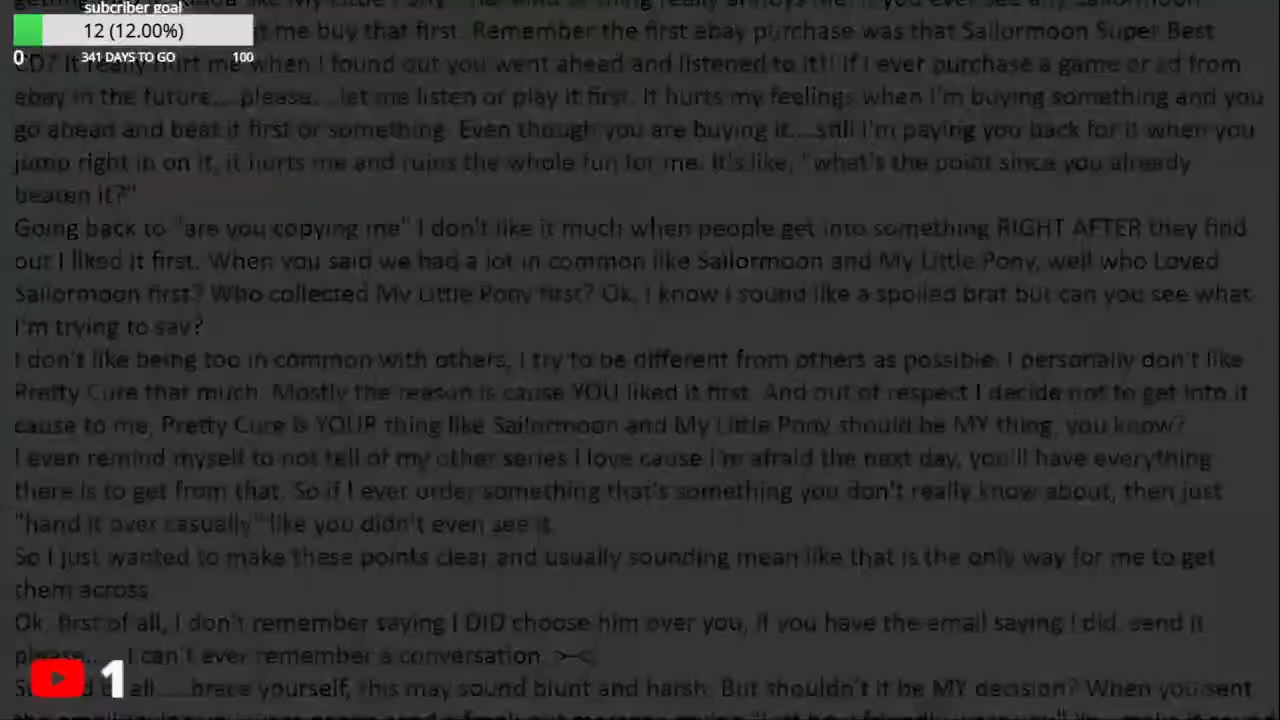 subcriber goal
12 (12.00%)
0 341 DAYS TO GO 100
t me buy that first. Remember the first ebay purchase was that Sailormoon Super Best
CD? It really hurt me when I found out you went ahead and listened to it!! If I ever purchase a game or cd from
ebay in the future....please....let me listen or play it first. It hurts my feelings when I'm buying something and you
go ahead and beat it first or something. Even though you are buying it....still I'm paying you back for it when you
jump right in on it, it hurts me and ruins the whole fun for me. It's like, "what's the point since you already
beaten it?"
Going back to "are you copying me" I don't like it much when people get into something RIGHT AFTER they find
out I liked it first. When you said we had a lot in common like Sailormoon and My Little Pony, well who Loved
Sailormoon first? Who collected My Little Pony first? Ok, I know I sound like a spoiled brat but can you see what
I'm trying to say?
I don't like being too in common with others, I try to be different from others as possible. I personally don't like
Pretty Cure that much. Mostly the reason is cause YOU liked it first. And out of respect I decide not to get into it
cause to me, Pretty Cure is YOUR thing like Sailormoon and My Little Pony should be MY thing, you know?
I even remind myself to not tell of my other series I love cause I'm afraid the next day, you'll have everything
there is to get from that. So if I ever order something that's something you don't really know about, then just
"hand it over casually" like you didn't even see it.
So I just wanted to make these points clear and usually sounding mean like that is the only way for me to get
them across.
Ok, first of all, I don't remember saying I DID choose him over you, if you have the email saying I did, send it
please.... I can't ever remember a conversation. >~<;
all.....brace yourself, this may sound blunt and harsh. But shouldn't it be MY decision? When you sent
1